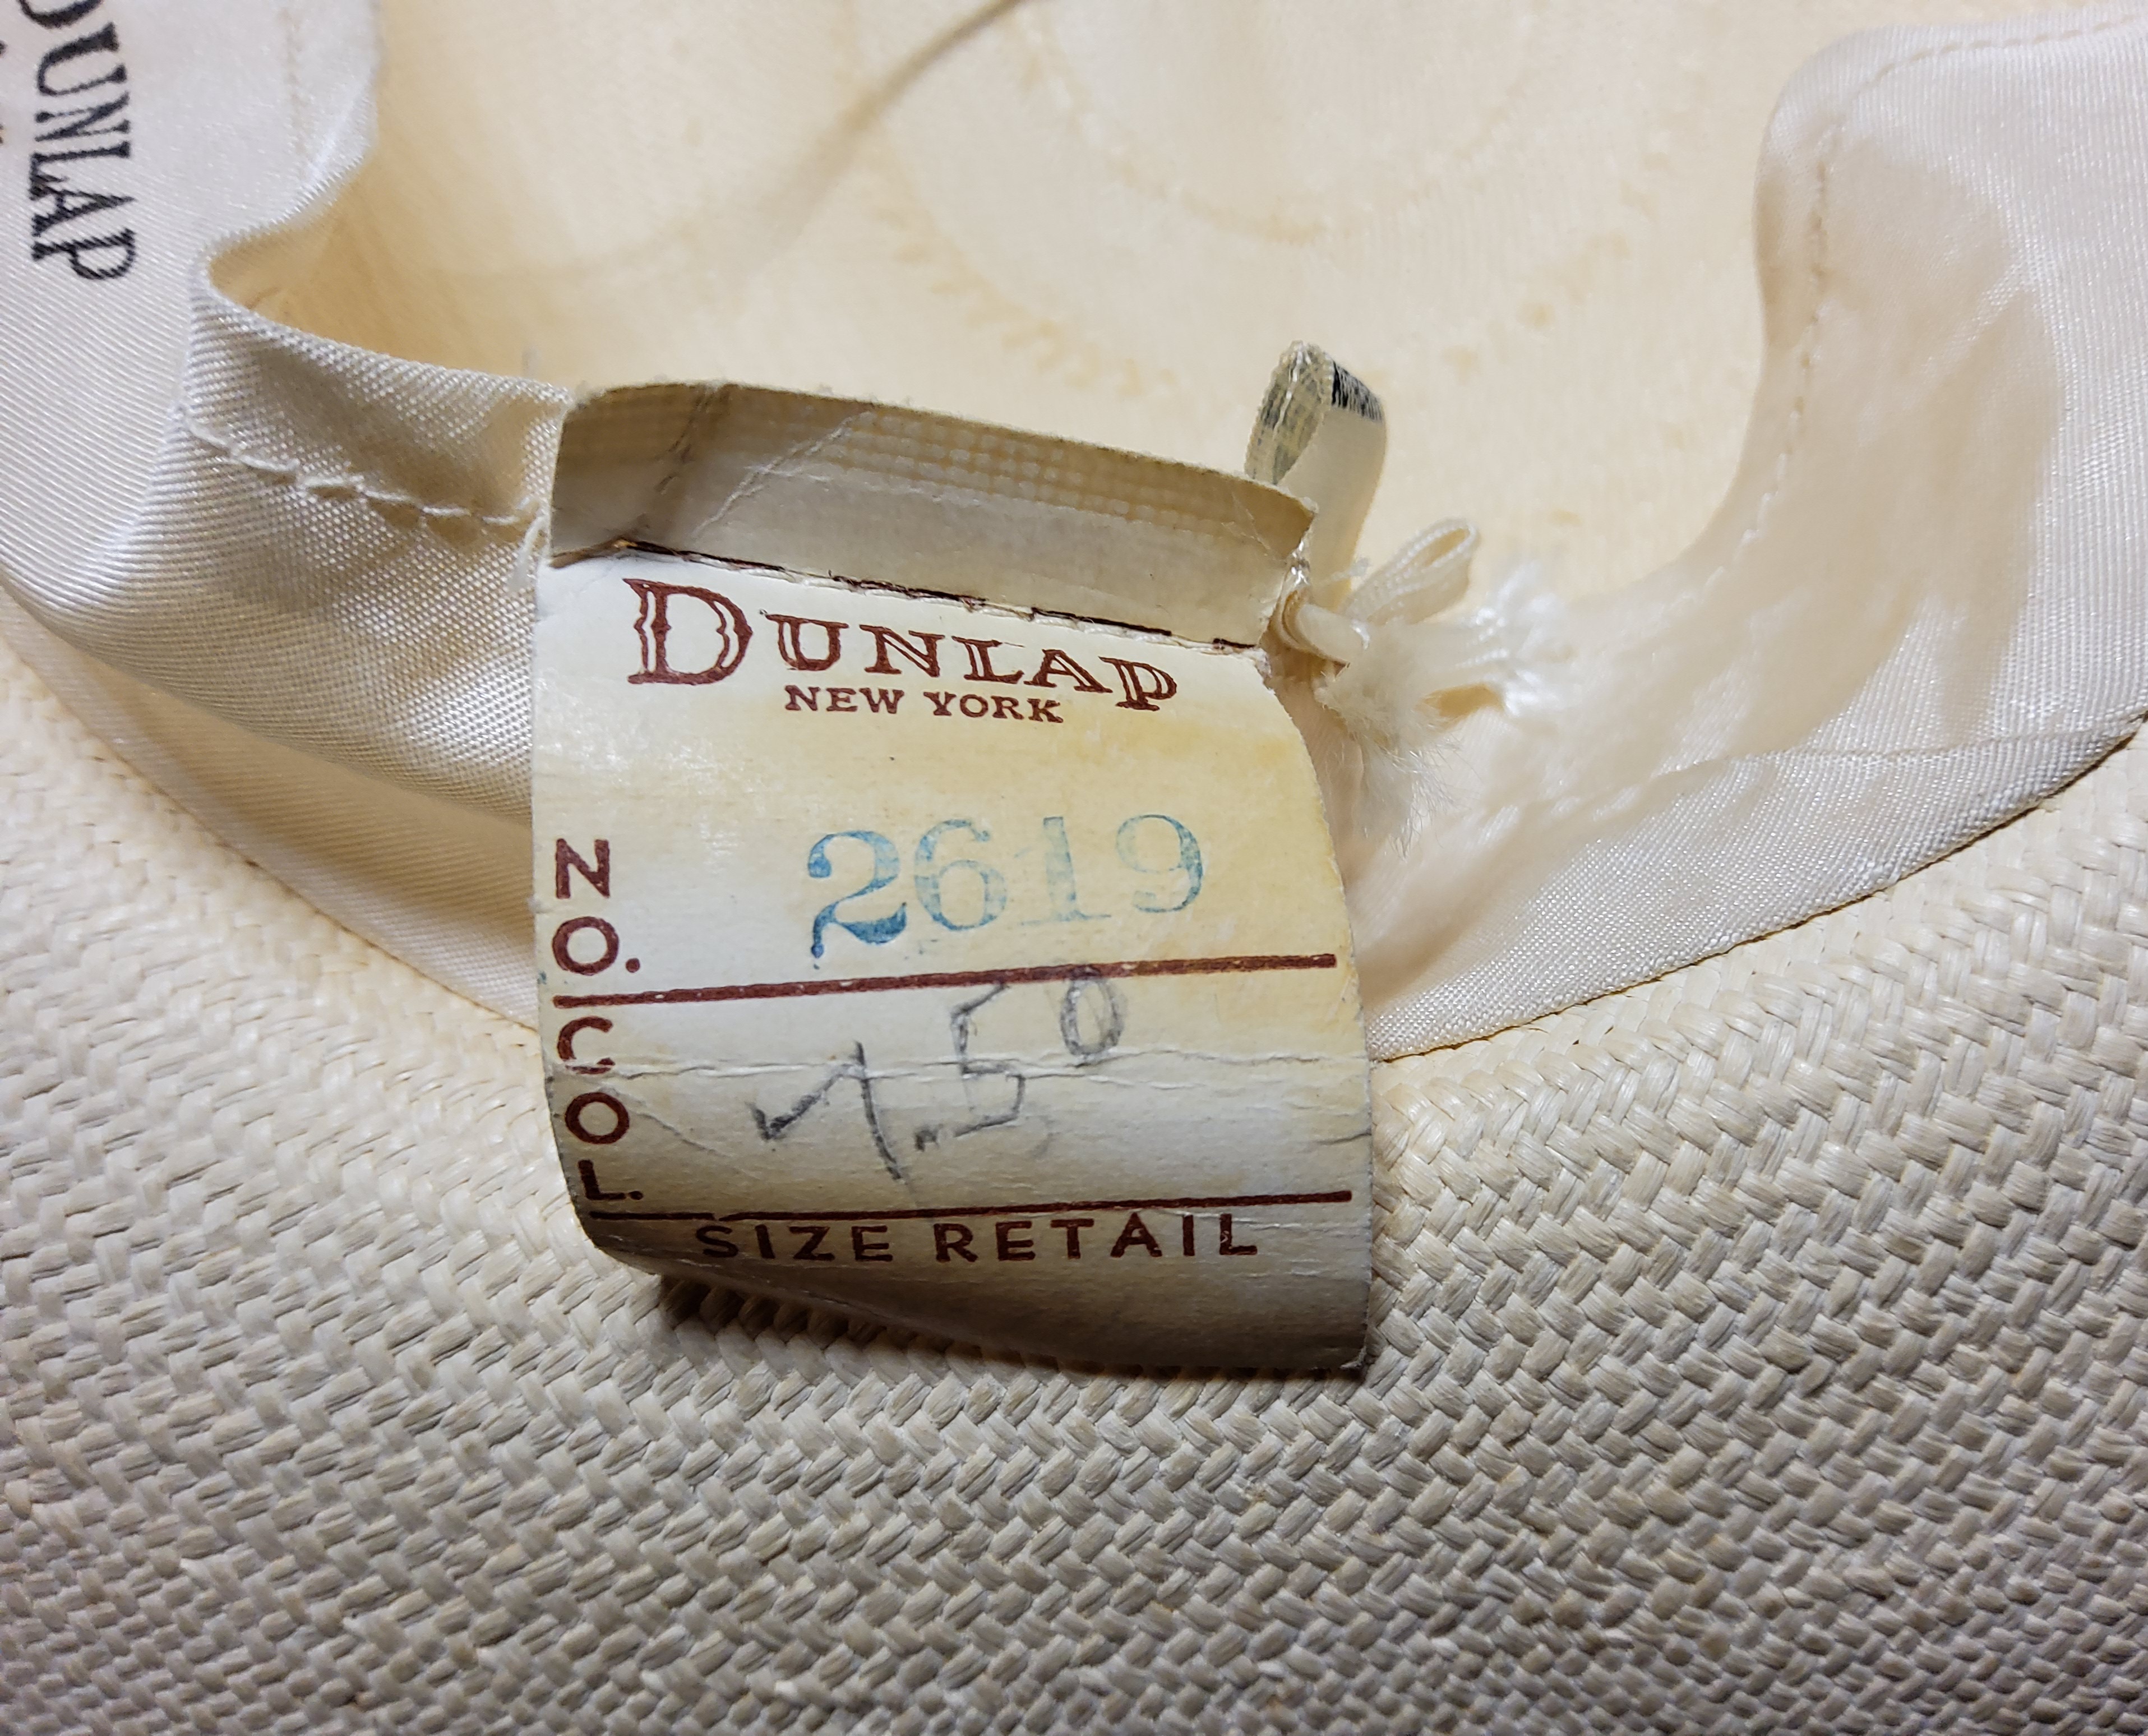 DUNLAP
DUNLAP
NEW YORK
NO. 2619
COL. 7.50
SIZE RETAIL